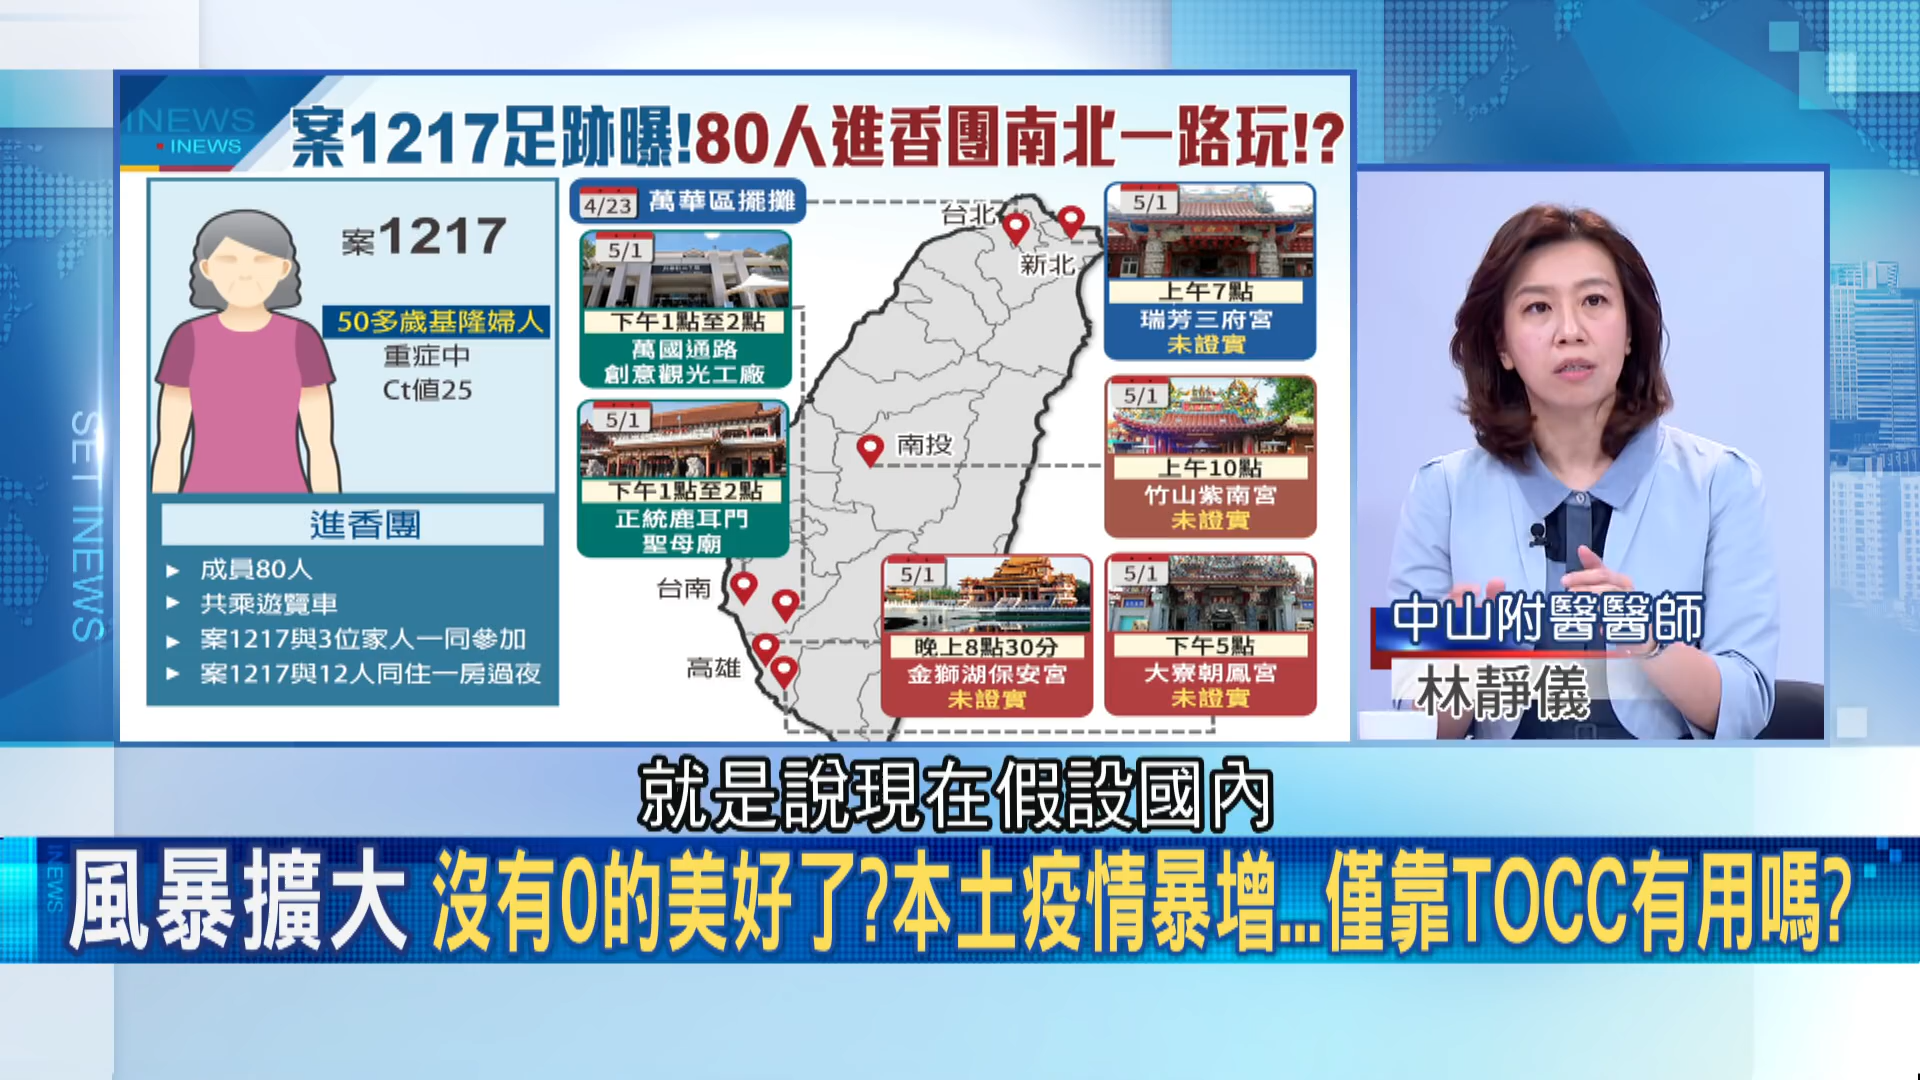 INEWS
INEWS
案1217足跡曝!80人進香團南北一路玩!?
案1217
50多歲基隆婦人
重症中
Ct值25
進香團
成員80人
共乘遊覽車
案1217與3位家人一同參加
案1217與12人同住一房過夜
4/23 萬華區擺攤
5/1
下午1點至2點
萬國通路
創意觀光工廠
5/1
下午1點至2點
正統鹿耳門
聖母廟
台北
新北
南投
台南
高雄
5/1
上午7點
瑞芳三府宮
未證實
5/1
上午10點
竹山紫南宮
未證實
5/1
晚上8點30分
金獅湖保安宮
未證實
5/1
下午5點
大寮朝鳳宮
未證實
SET INEWS
中山附醫醫師
林靜儀
就是說現在假設國內
風暴擴大 沒有0的美好了?本土疫情暴增...僅靠TOCC有用嗎?